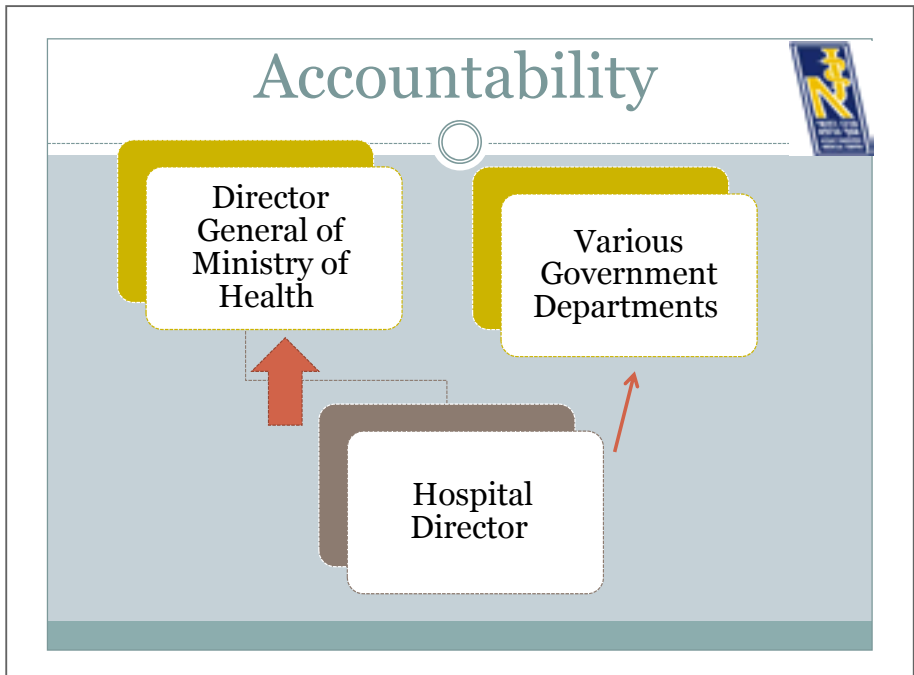 Accountability
Director
General of
Ministry of
Health
Various
Government
Departments
Hospital
Director